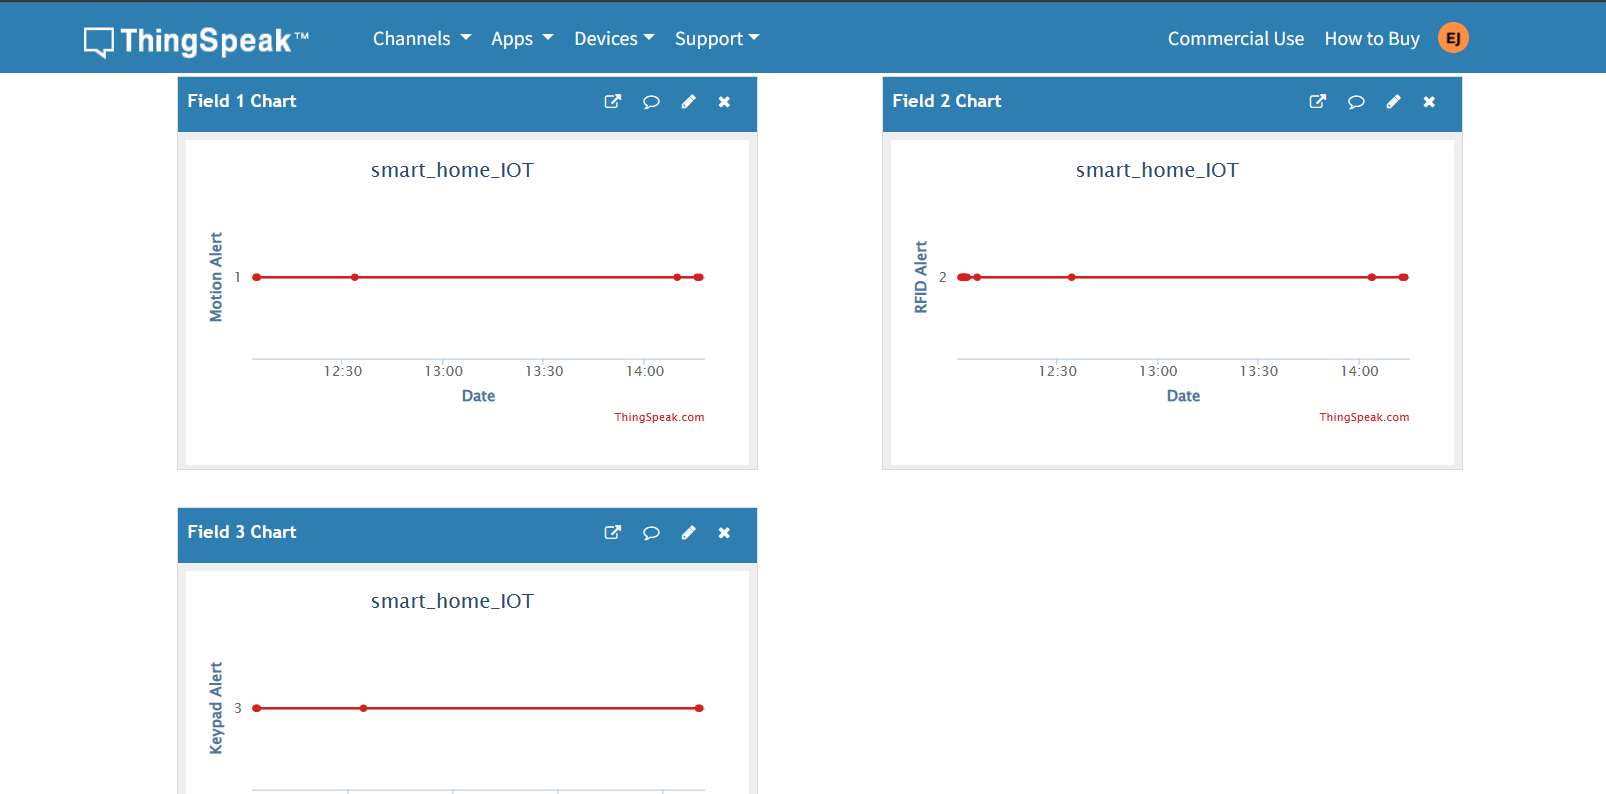 ThingSpeak™ Channels Apps Devices Support Commercial Use How to Buy EJ
Field 1 Chart
smart_home_IOT
Motion Alert
1
12:30 13:00 13:30 14:00
Date
ThingSpeak.com
Field 2 Chart
smart_home_IOT
RFID Alert
2
12:30 13:00 13:30 14:00
Date
ThingSpeak.com
Field 3 Chart
smart_home_IOT
Keypad Alert
3